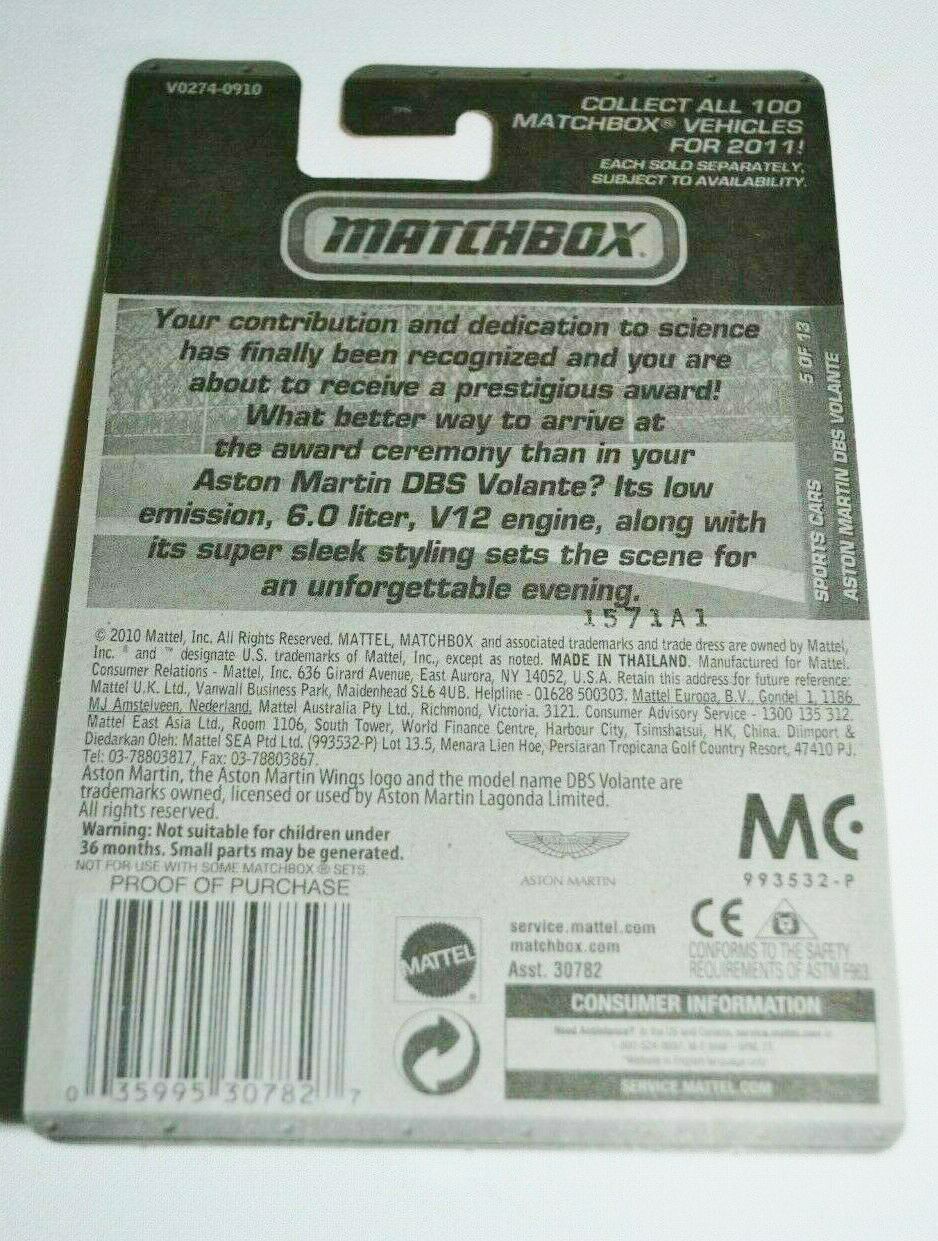 V0274-0910
COLLECT ALL 100
MATCHBOX® VEHICLES
FOR 2011!
EACH SOLD SEPARATELY,
SUBJECT TO AVAILABILITY.
MATCHBOX®
Your contribution and dedication to science
has finally been recognized and you are
about to receive a prestigious award!
What better way to arrive at
the award ceremony than in your
Aston Martin DBS Volante? Its low
emission, 6.0 liter, V12 engine, along with
its super sleek styling sets the scene for
an unforgettable evening.
SPORTS CARS 5 OF 13
ASTON MARTIN DBS VOLANTE
1571A1
© 2010 Mattel, Inc. All Rights Reserved. MATTEL, MATCHBOX and associated trademarks and trade dress are owned by Mattel,
Inc. ® and ™ designate U.S. trademarks of Mattel, Inc., except as noted. MADE IN THAILAND. Manufactured for Mattel.
Consumer Relations - Mattel, Inc. 636 Girard Avenue, East Aurora, NY 14052, U.S.A. Retain this address for future reference:
Mattel U.K. Ltd., Vanwall Business Park, Maidenhead SL6 4UB. Helpline - 01628 500303. Mattel Europa, B.V., Gondel 1, 1186
MJ Amstelveen, Nederland. Mattel Australia Pty Ltd., Richmond, Victoria. 3121. Consumer Advisory Service - 1300 135 312.
Mattel East Asia Ltd., Room 1106, South Tower, World Finance Centre, Harbour City, Tsimshatsui, HK, China. Diimport &
Diedarkan Oleh: Mattel SEA Ptd Ltd. (993532-P) Lot 13.5, Menara Lien Hoe, Persiaran Tropicana Golf Country Resort, 47410 PJ.
Tel: 03-78803817, Fax: 03-78803867.
Aston Martin, the Aston Martin Wings logo and the model name DBS Volante are
trademarks owned, licensed or used by Aston Martin Lagonda Limited.
All rights reserved.
Warning: Not suitable for children under
36 months. Small parts may be generated.
NOT FOR USE WITH SOME MATCHBOX ® SETS.
PROOF OF PURCHASE
0 35995 30782 7
ASTON MARTIN
MC
993532-P
MATTEL®
service.mattel.com
matchbox.com
Asst. 30782
CE
CONFORMS TO THE SAFETY
REQUIREMENTS OF ASTM F963.
CONSUMER INFORMATION
Need Assistance? In the US and Canada, service.mattel.com
SERVICE.MATTEL.COM